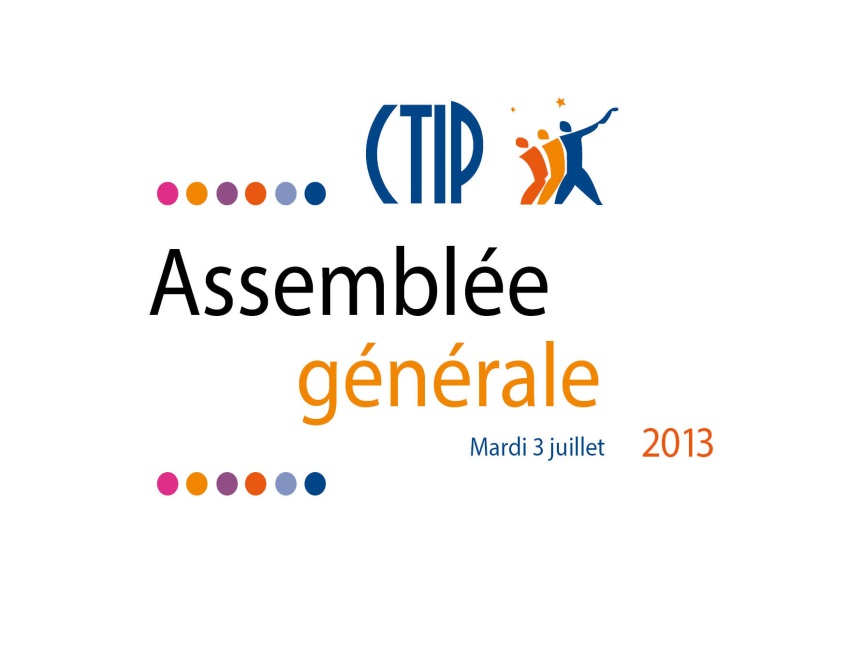 CTIP
Assemblée
générale
Mardi 3 juillet 2013